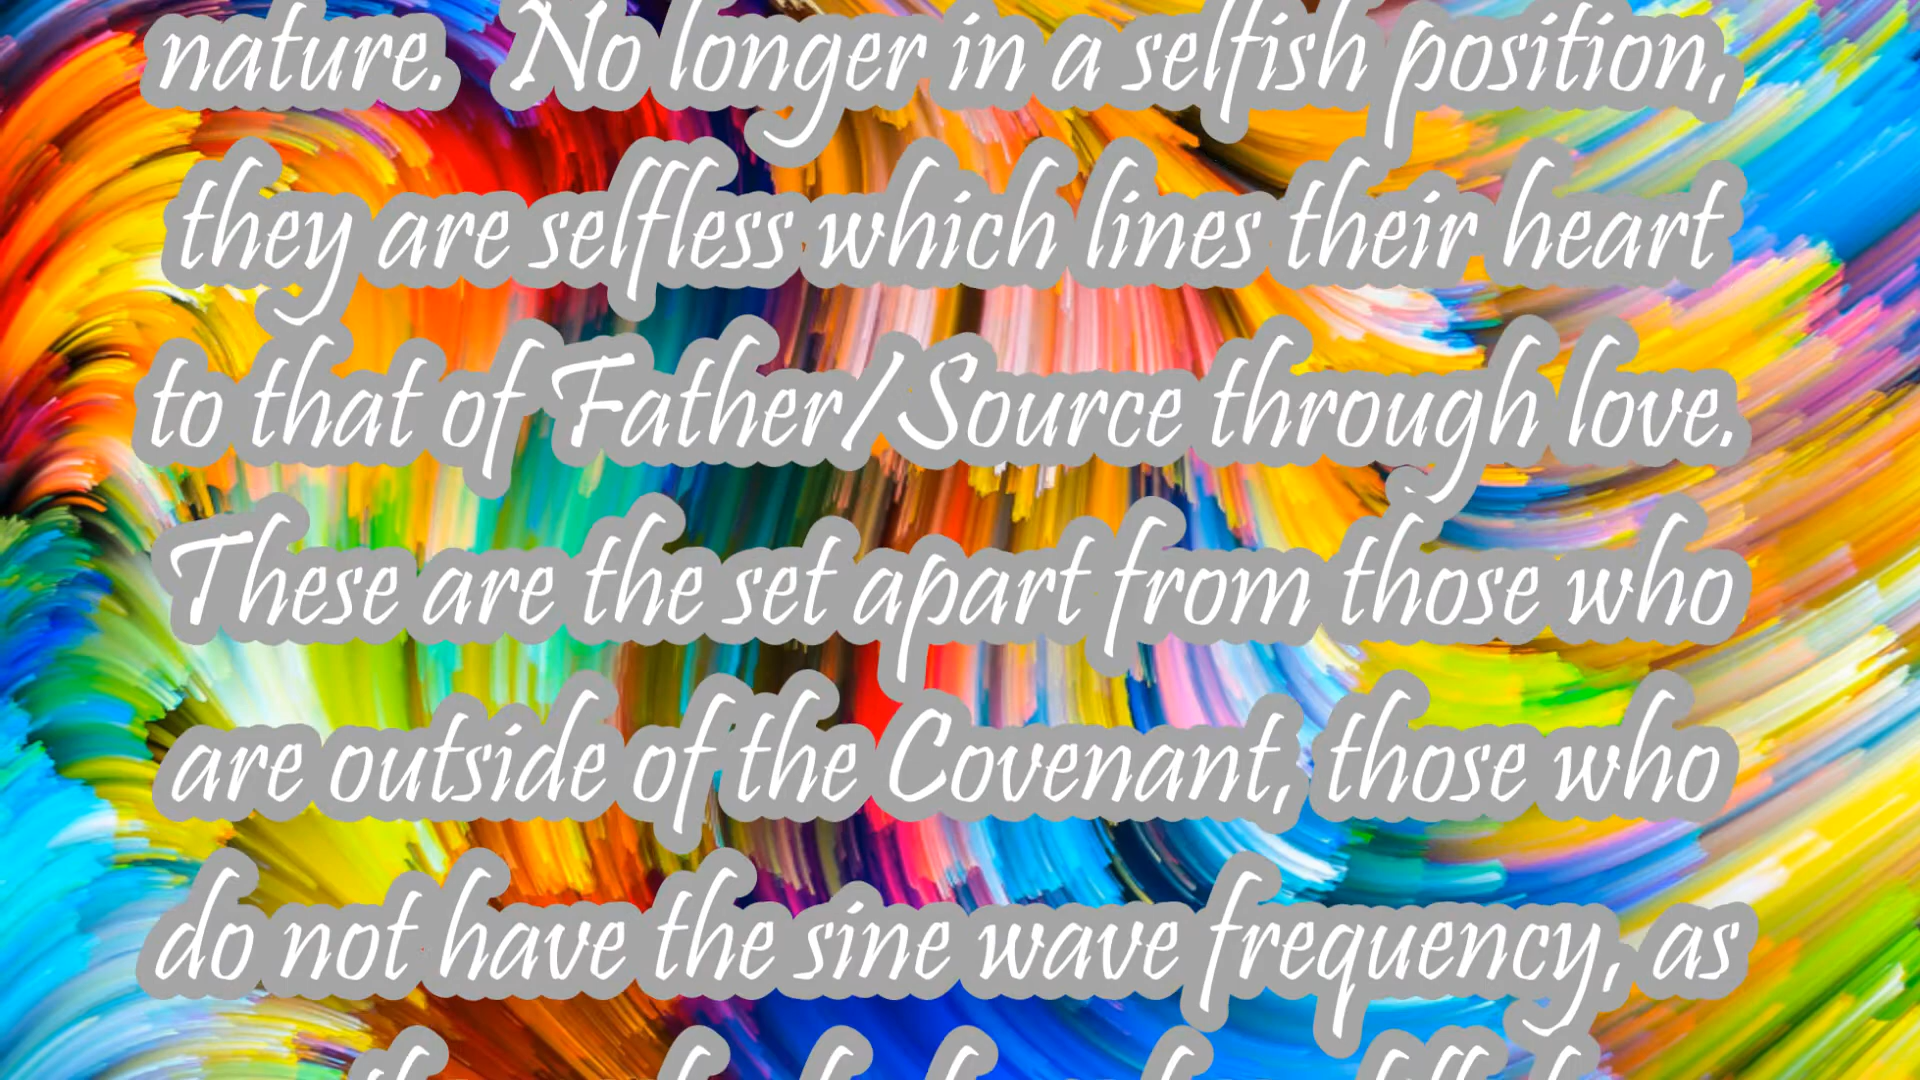 nature.  No longer in a selfish position,
they are selfless which lines their heart
to that of Father/Source through love.
These are the set apart from those who
are outside of the Covenant, those who
do not have the sine wave frequency, as